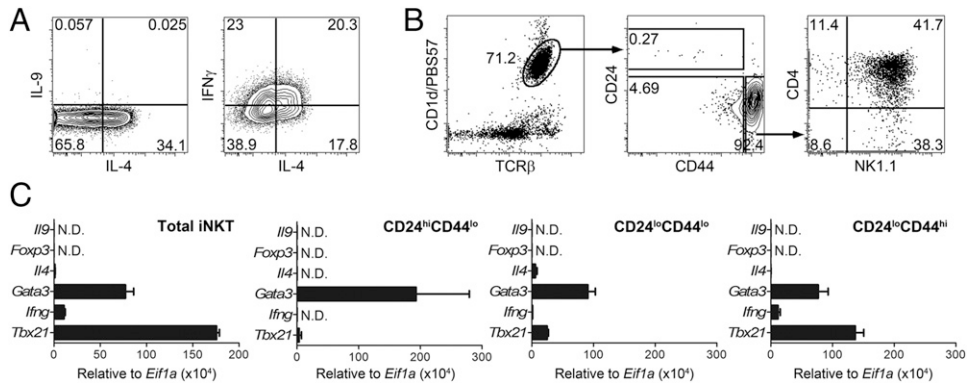 A
0.057 0.025
65.8 34.1
IL-9
IL-4
23 20.3
38.9 17.8
IFNγ
IL-4
B
71.2
CD1d/PBS57
TCRβ
0.27
4.69
92.4
CD24
CD44
11.4 41.7
8.6 38.3
CD4
NK1.1
C
Total iNKT
Il9 N.D.
Foxp3 N.D.
Il4
Gata3
Ifng
Tbx21
0 50 100 150 200
Relative to Eif1a (x10⁴)
CD24ʰⁱCD44ˡᵒ
Il9 N.D.
Foxp3 N.D.
Il4 N.D.
Gata3
Ifng N.D.
Tbx21
0 100 200 300
Relative to Eif1a (x10⁴)
CD24ˡᵒCD44ˡᵒ
Il9 N.D.
Foxp3 N.D.
Il4
Gata3
Ifng
Tbx21
0 100 200 300
Relative to Eif1a (x10⁴)
CD24ˡᵒCD44ʰⁱ
Il9 N.D.
Foxp3 N.D.
Il4
Gata3
Ifng
Tbx21
0 100 200 300
Relative to Eif1a (x10⁴)